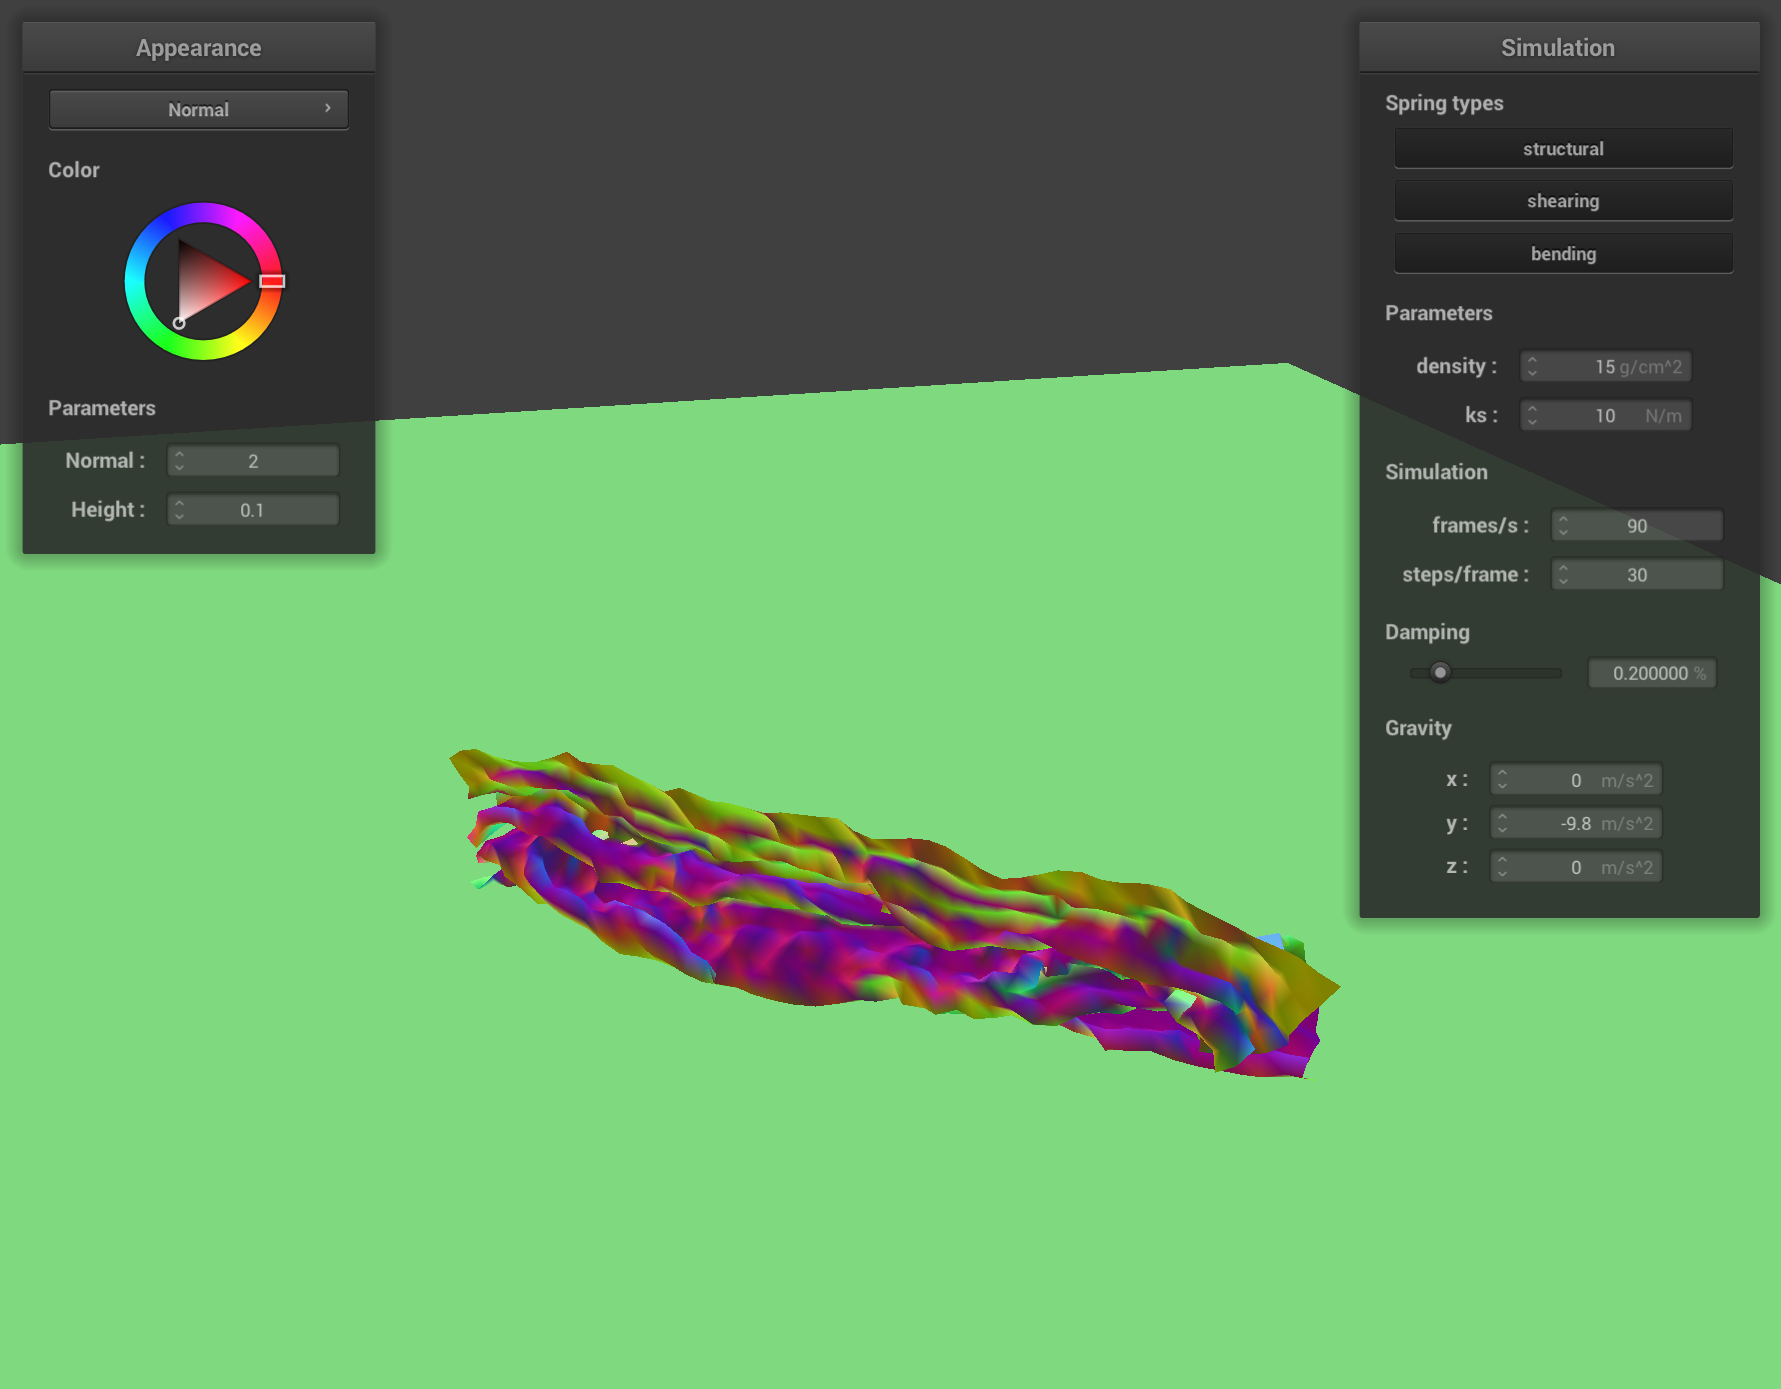 Appearance
Normal
Color
Parameters
Normal :
2
Height :
0.1
Simulation
Spring types
structural
shearing
bending
Parameters
density :
15 g/cm^2
ks :
10 N/m
Simulation
frames/s :
90
steps/frame :
30
Damping
0.200000 %
Gravity
x :
0 m/s^2
y :
-9.8 m/s^2
z :
0 m/s^2